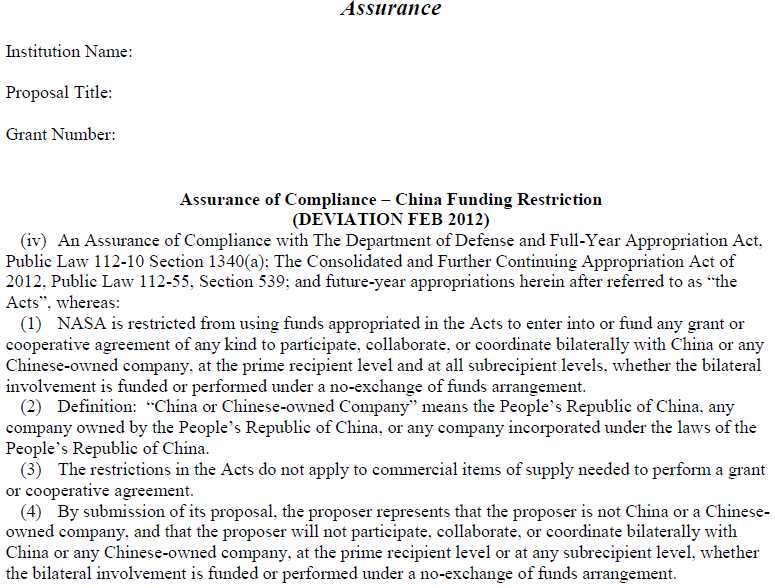 Assurance
Institution Name:
Proposal Title:
Grant Number:
Assurance of Compliance – China Funding Restriction
(DEVIATION FEB 2012)
(iv) An Assurance of Compliance with The Department of Defense and Full-Year Appropriation Act,
Public Law 112-10 Section 1340(a); The Consolidated and Further Continuing Appropriation Act of
2012, Public Law 112-55, Section 539; and future-year appropriations herein after referred to as “the
Acts”, whereas:
(1) NASA is restricted from using funds appropriated in the Acts to enter into or fund any grant or
cooperative agreement of any kind to participate, collaborate, or coordinate bilaterally with China or any
Chinese-owned company, at the prime recipient level and at all subrecipient levels, whether the bilateral
involvement is funded or performed under a no-exchange of funds arrangement.
(2) Definition: “China or Chinese-owned Company” means the People’s Republic of China, any
company owned by the People’s Republic of China, or any company incorporated under the laws of the
People’s Republic of China.
(3) The restrictions in the Acts do not apply to commercial items of supply needed to perform a grant
or cooperative agreement.
(4) By submission of its proposal, the proposer represents that the proposer is not China or a Chinese-
owned company, and that the proposer will not participate, collaborate, or coordinate bilaterally with
China or any Chinese-owned company, at the prime recipient level or at any subrecipient level, whether
the bilateral involvement is funded or performed under a no-exchange of funds arrangement.